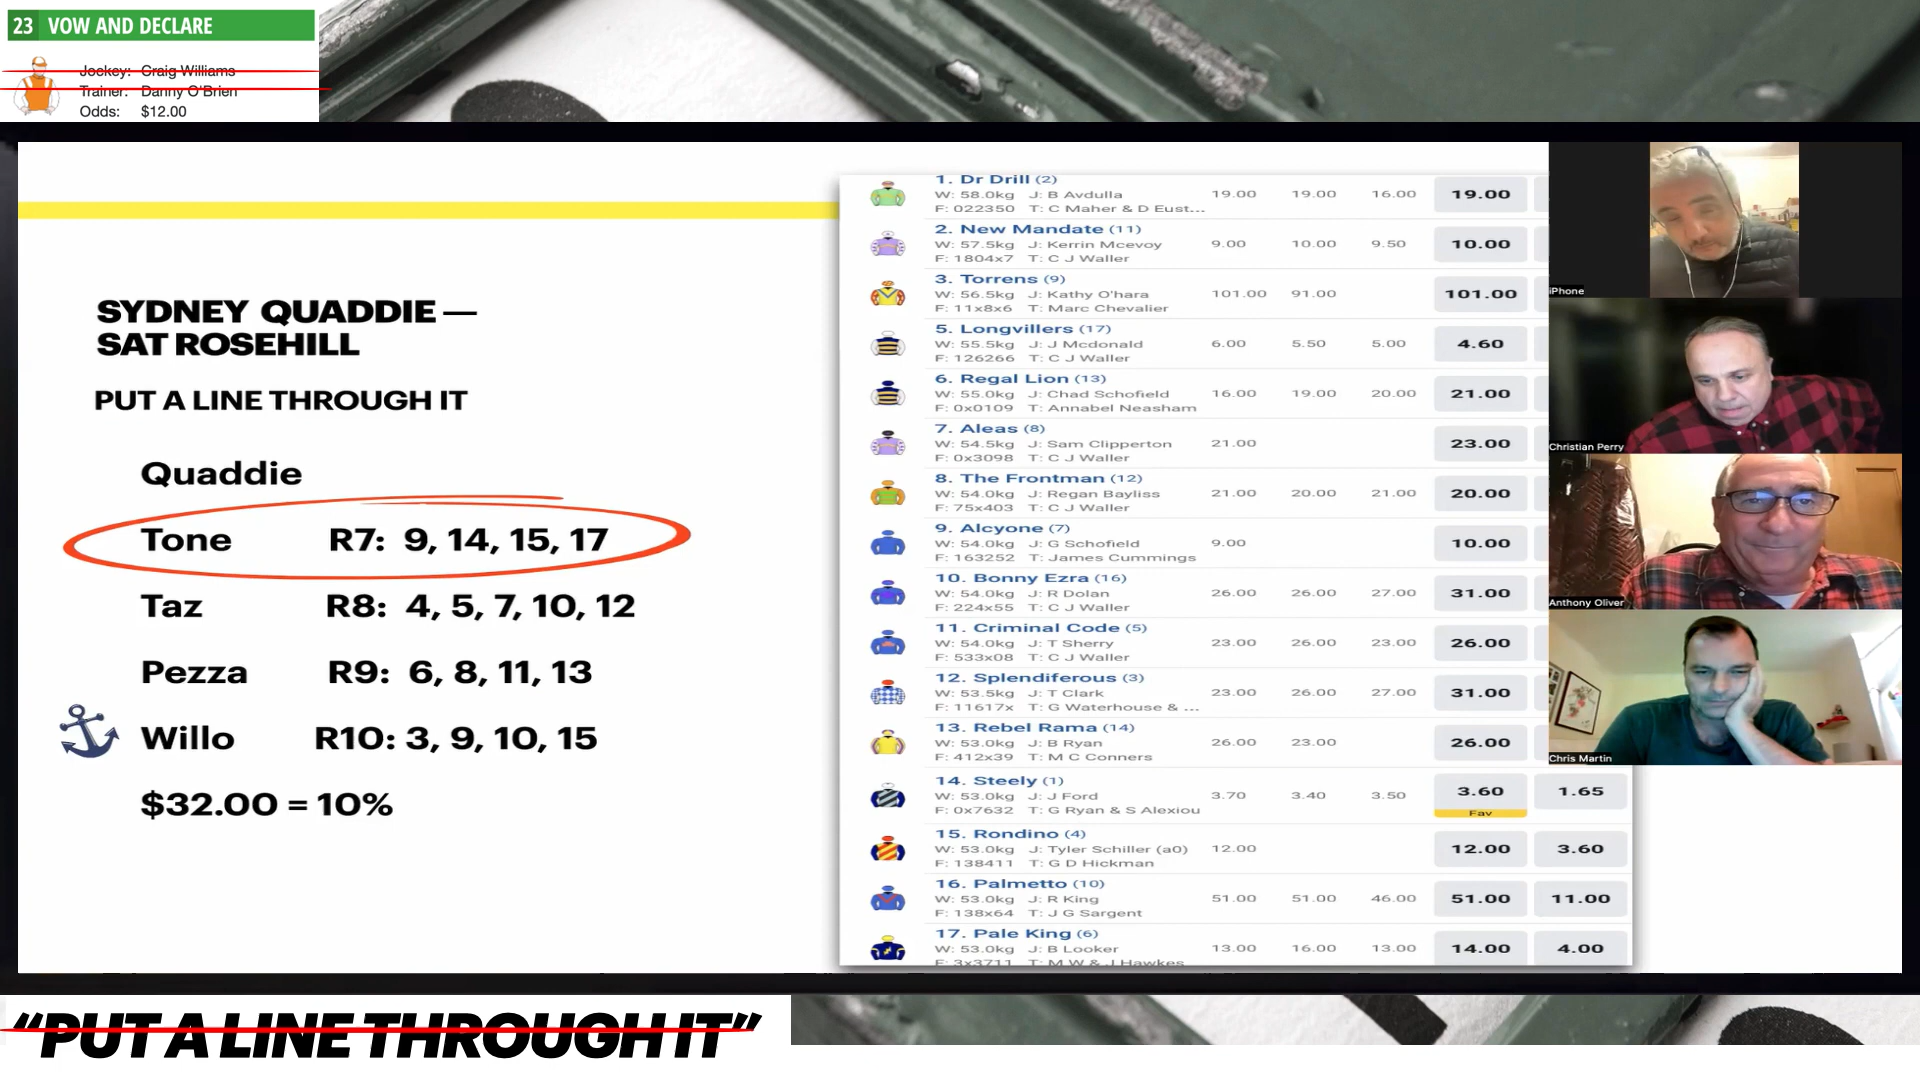 23 VOW AND DECLARE
Jockey: Craig Williams
Trainer: Danny O'Brien
Odds: $12.00
SYDNEY QUADDIE —
SAT ROSEHILL
PUT A LINE THROUGH IT
Quaddie
Tone R7: 9, 14, 15, 17
Taz R8: 4, 5, 7, 10, 12
Pezza R9: 6, 8, 11, 13
Willo R10: 3, 9, 10, 15
$32.00 = 10%
1. Dr Drill (2)
W: 58.0kg J: B Avdulla 19.00 19.00 16.00 19.00
F: 022350 T: C Maher & D Eust...
2. New Mandate (11)
W: 57.5kg J: Kerrin Mcevoy 9.00 10.00 9.50 10.00
F: 1804x7 T: C J Waller
3. Torrens (9)
W: 56.5kg J: Kathy O'hara 101.00 91.00 101.00
F: 11x8x6 T: Marc Chevalier
5. Longvillers (17)
W: 55.5kg J: J Mcdonald 6.00 5.50 5.00 4.60
F: 126266 T: C J Waller
6. Regal Lion (13)
W: 55.0kg J: Chad Schofield 16.00 19.00 20.00 21.00
F: 0x0109 T: Annabel Neasham
7. Aleas (8)
W: 54.5kg J: Sam Clipperton 21.00 23.00
F: 0x3098 T: C J Waller
8. The Frontman (12)
W: 54.0kg J: Regan Bayliss 21.00 20.00 21.00 20.00
F: 75x403 T: C J Waller
9. Alcyone (7)
W: 54.0kg J: G Schofield 9.00 10.00
F: 163252 T: James Cummings
10. Bonny Ezra (16)
W: 54.0kg J: R Dolan 26.00 26.00 27.00 31.00
F: 224x55 T: C J Waller
11. Criminal Code (5)
W: 54.0kg J: T Sherry 23.00 26.00 23.00 26.00
F: 533x08 T: C J Waller
12. Splendiferous (3)
W: 53.5kg J: T Clark 23.00 26.00 27.00 31.00
F: 11617x T: G Waterhouse & ...
13. Rebel Rama (14)
W: 53.0kg J: B Ryan 26.00 23.00 26.00
F: 412x39 T: M C Conners
14. Steely (1)
W: 53.0kg J: J Ford 3.70 3.40 3.50 3.60 1.65
F: 0x7632 T: G Ryan & S Alexiou Fav
15. Rondino (4)
W: 53.0kg J: Tyler Schiller (a0) 12.00 12.00 3.60
F: 138411 T: G D Hickman
16. Palmetto (10)
W: 53.0kg J: R King 51.00 51.00 46.00 51.00 11.00
F: 138x64 T: J G Sargent
17. Pale King (6)
W: 53.0kg J: B Looker 13.00 16.00 13.00 14.00 4.00
F: 3x3711 T: M W & J Hawkes
iPhone
Christian Perry
Anthony Oliver
Chris Martin
“PUT A LINE THROUGH IT”